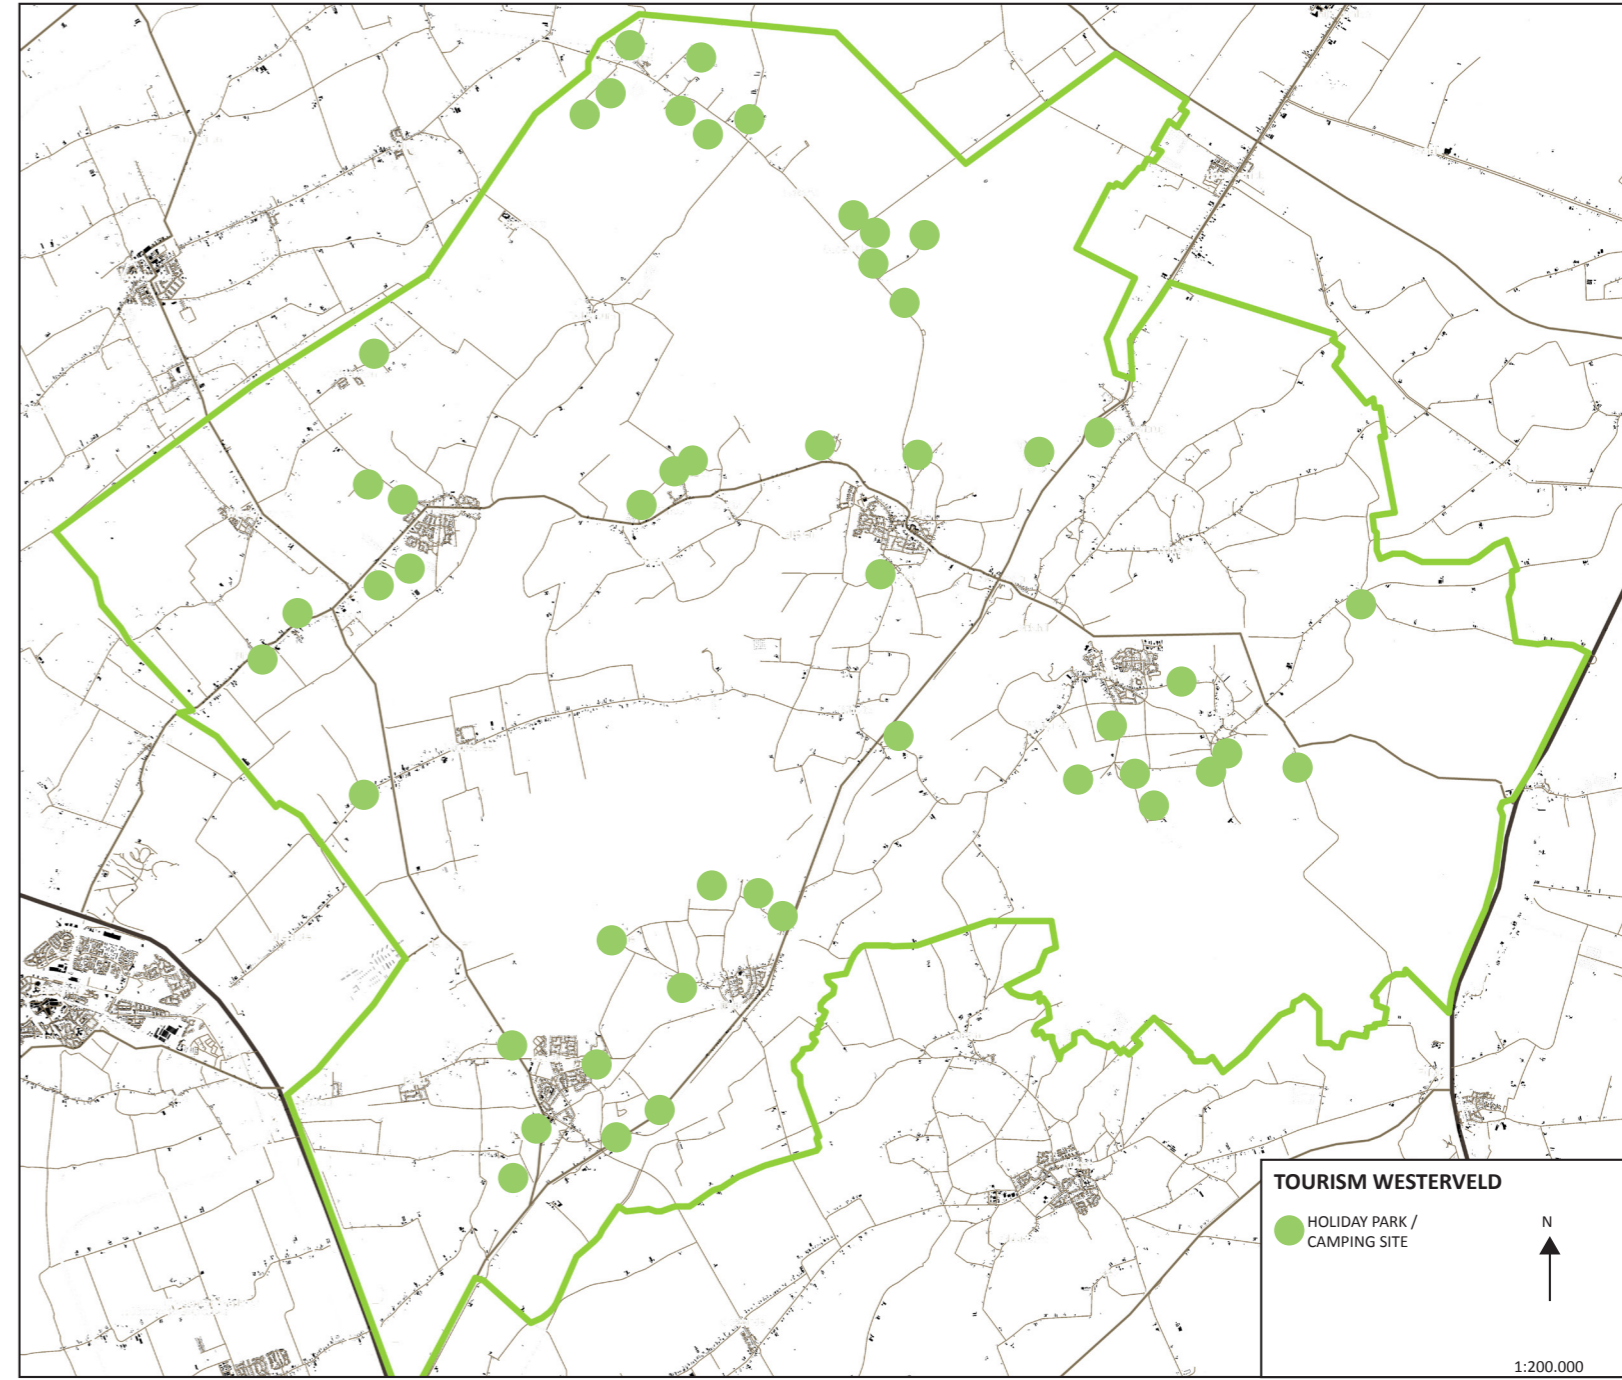 TOURISM WESTERVELD
HOLIDAY PARK /
CAMPING SITE
N
1:200.000